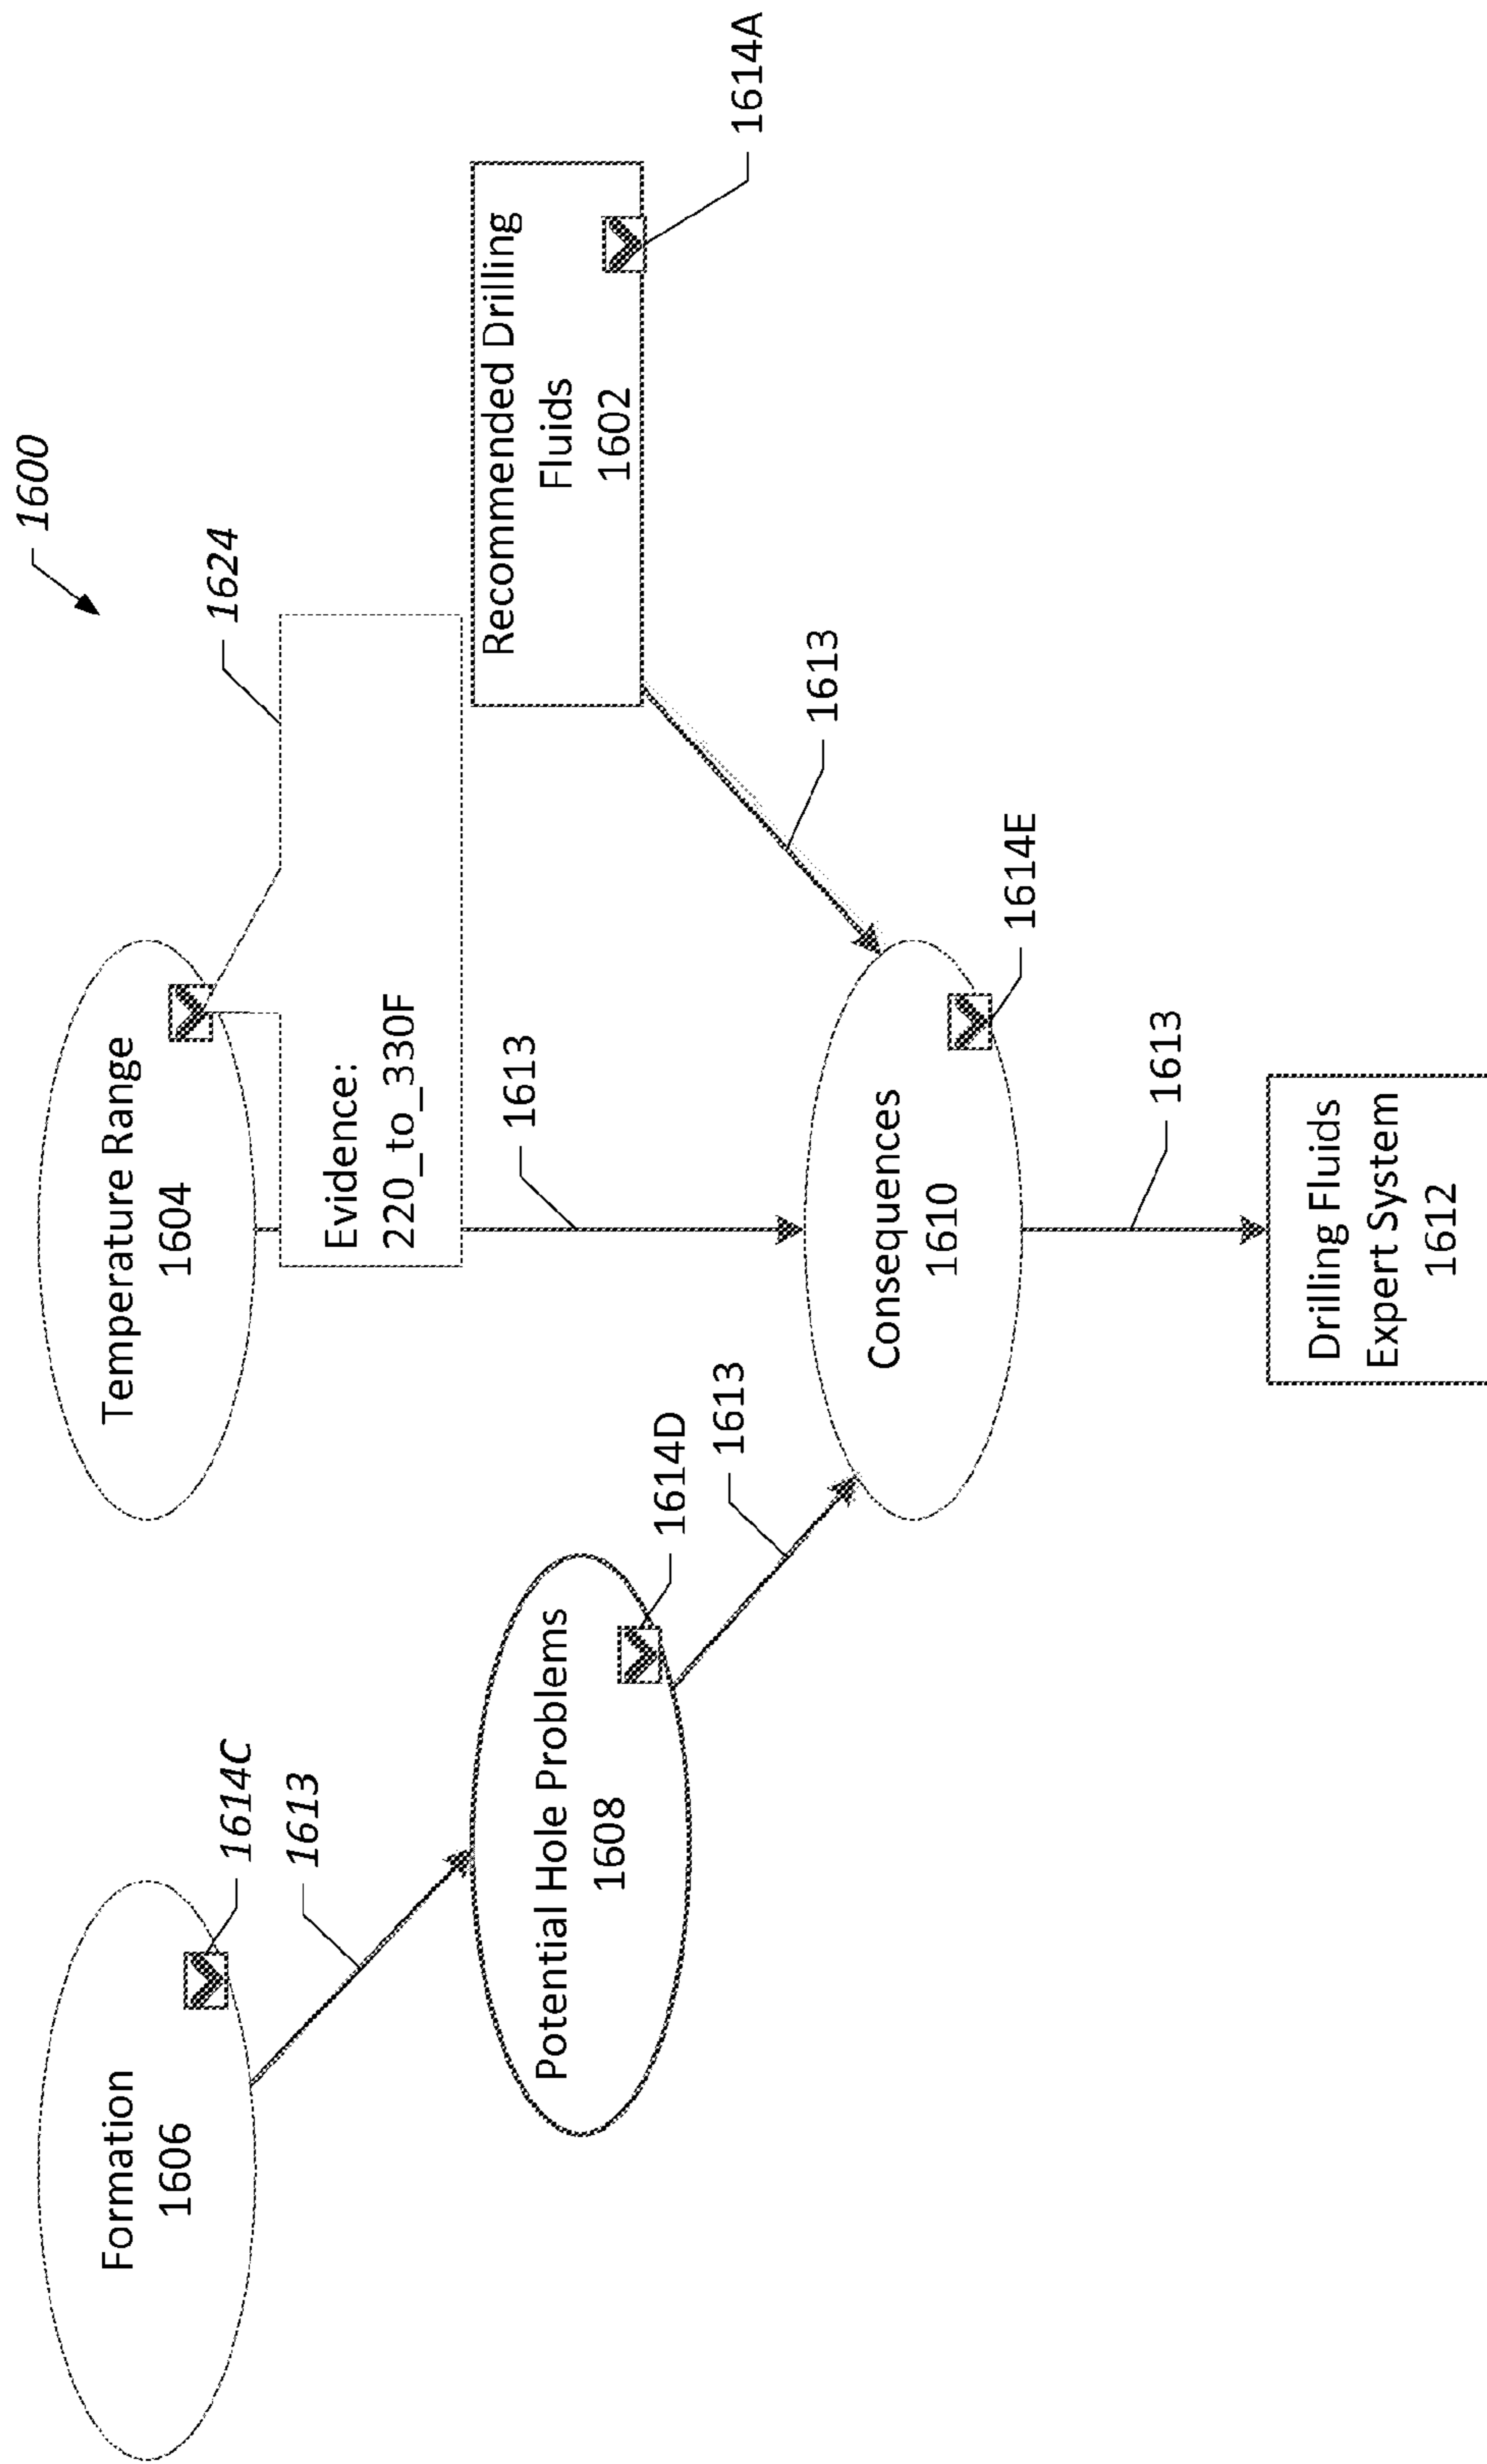 1600
Formation
1606
1614C
1613
Temperature Range
1604
1624
Evidence:
220_to_330F
Potential Hole Problems
1608
1614D
1613
1613
Recommended Drilling
Fluids
1602
1614A
1613
Consequences
1610
1614E
1613
Drilling Fluids
Expert System
1612